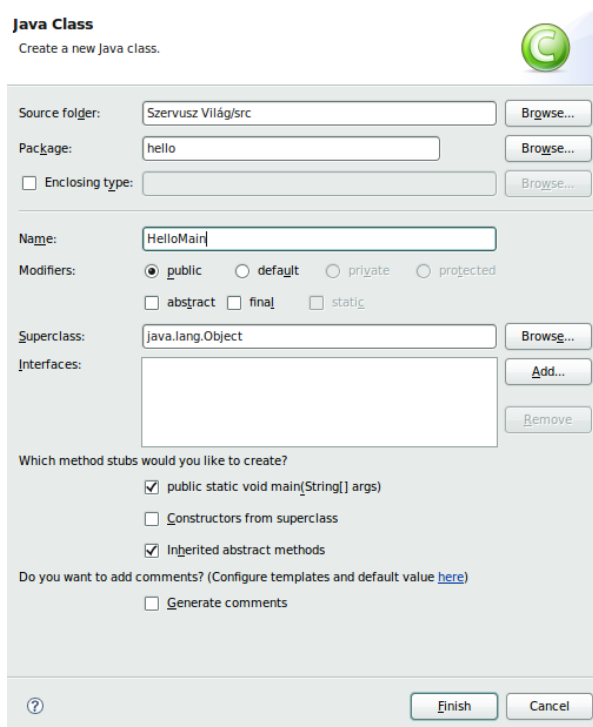 Java Class
Create a new Java class.
C
Source folder: Szervusz Világ/src Browse...
Package: hello Browse...
Enclosing type: Browse...
Name: HelloMain
Modifiers: public default private protected
abstract final static
Superclass: java.lang.Object Browse...
Interfaces: Add...
Remove
Which method stubs would you like to create?
public static void main(String[] args)
Constructors from superclass
Inherited abstract methods
Do you want to add comments? (Configure templates and default value here)
Generate comments
? Finish Cancel